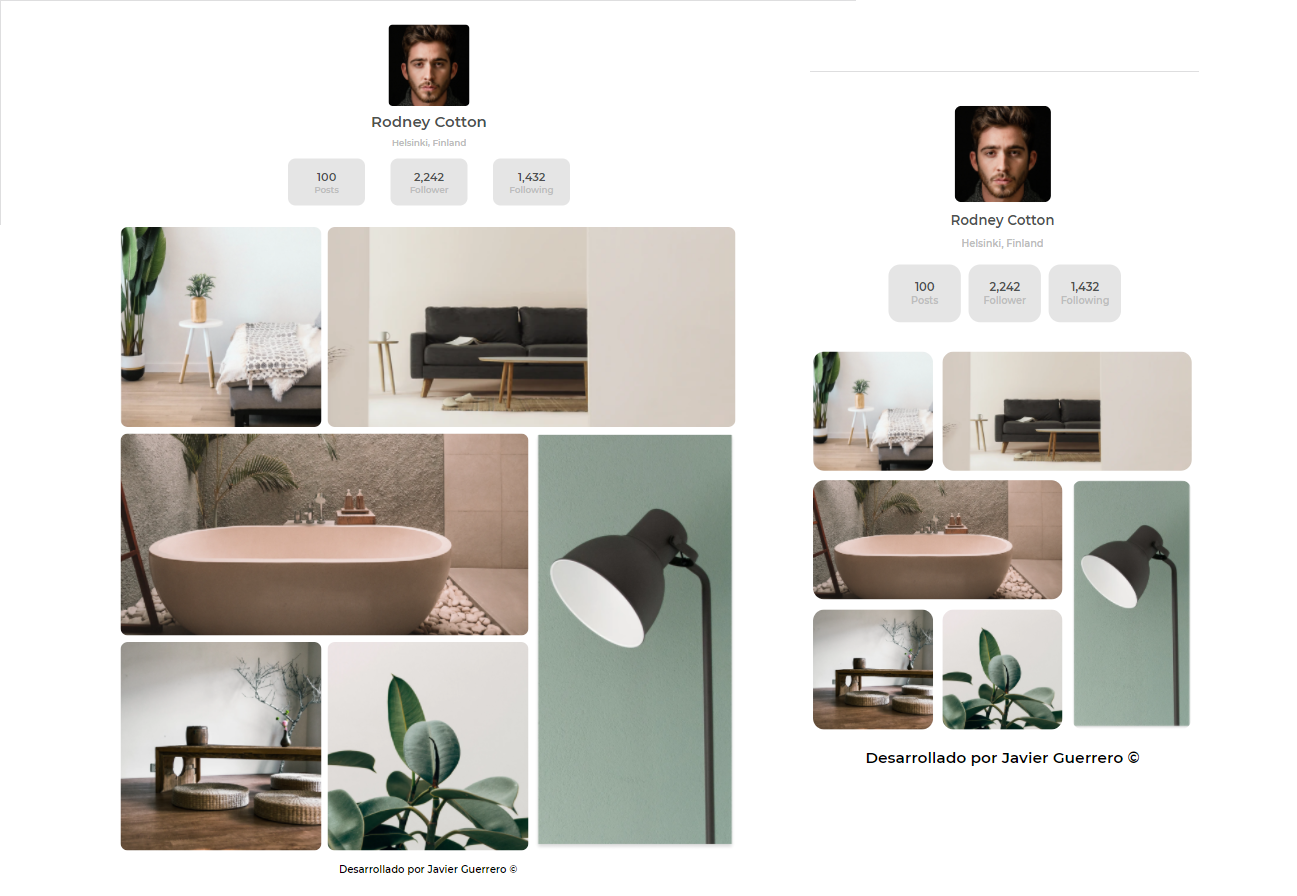 Rodney Cotton
Helsinki, Finland
100
Posts
2,242
Follower
1,432
Following
Desarrollado por Javier Guerrero ©
Rodney Cotton
Helsinki, Finland
100
Posts
2,242
Follower
1,432
Following
Desarrollado por Javier Guerrero ©